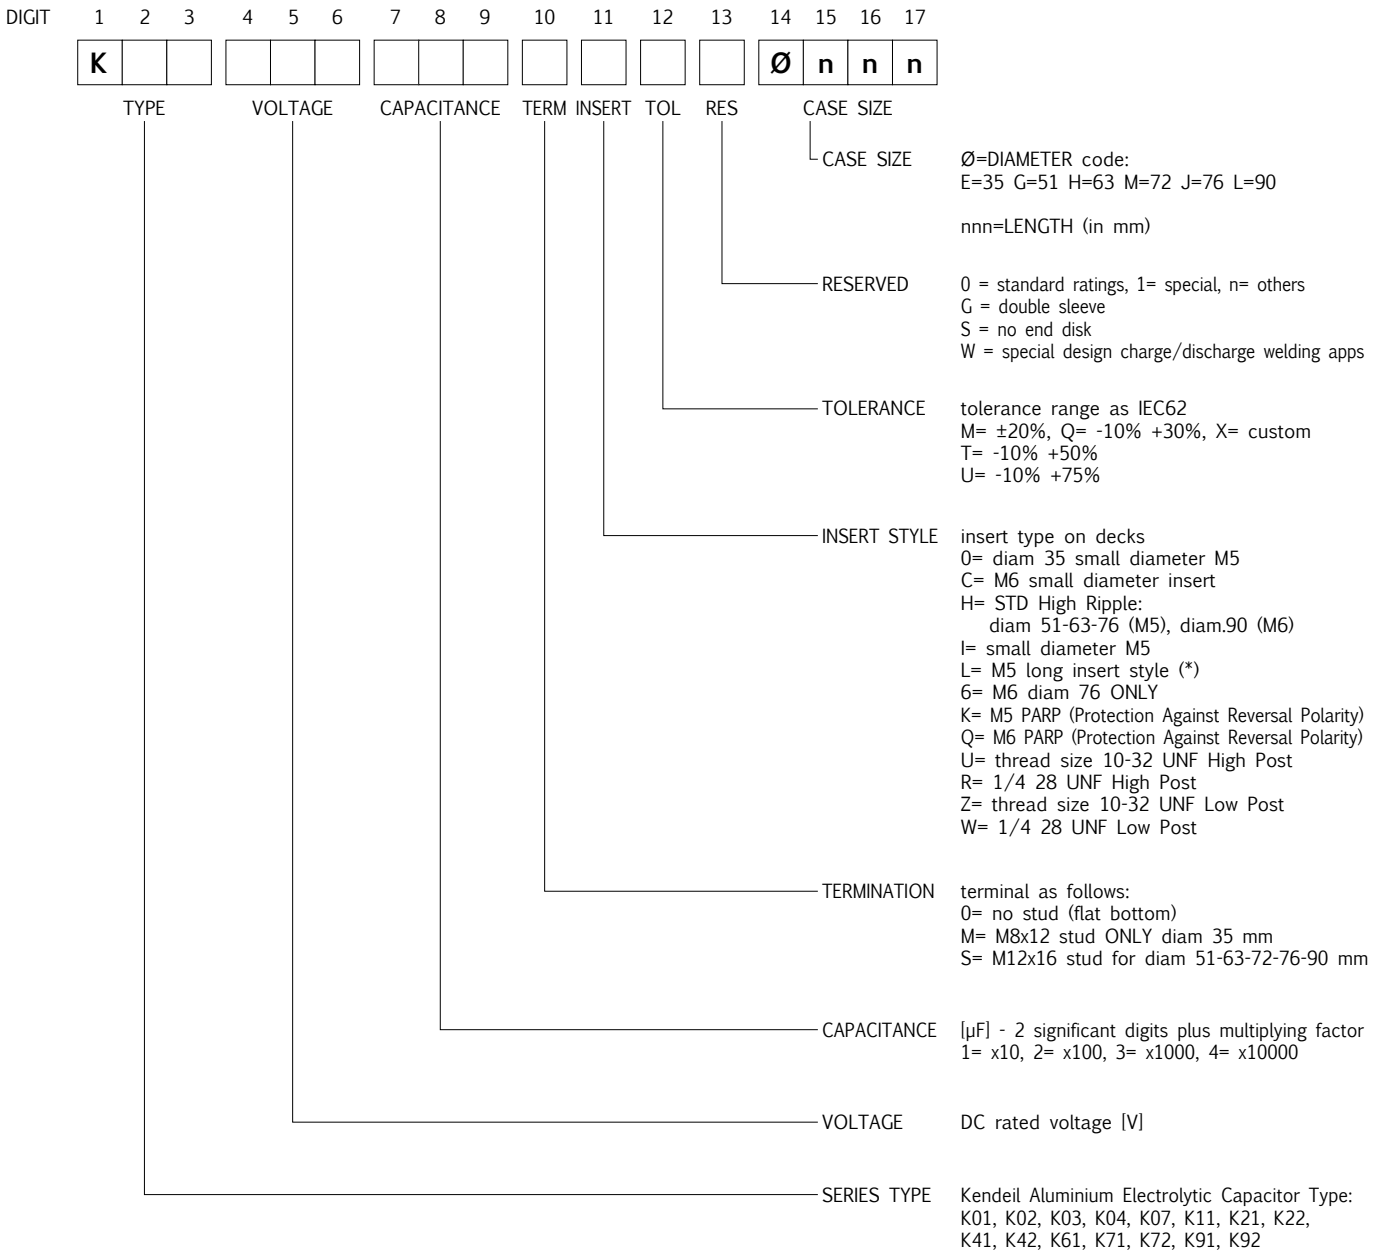 DIGIT 1 2 3 4 5 6 7 8 9 10 11 12 13 14 15 16 17
K Ø n n n
TYPE VOLTAGE CAPACITANCE TERM INSERT TOL RES CASE SIZE
CASE SIZE Ø=DIAMETER code:
E=35 G=51 H=63 M=72 J=76 L=90
nnn=LENGTH (in mm)
RESERVED 0 = standard ratings, 1= special, n= others
G = double sleeve
S = no end disk
W = special design charge/discharge welding apps
TOLERANCE tolerance range as IEC62
M= ±20%, Q= -10% +30%, X= custom
T= -10% +50%
U= -10% +75%
INSERT STYLE insert type on decks
0= diam 35 small diameter M5
C= M6 small diameter insert
H= STD High Ripple:
diam 51-63-76 (M5), diam.90 (M6)
I= small diameter M5
L= M5 long insert style (*)
6= M6 diam 76 ONLY
K= M5 PARP (Protection Against Reversal Polarity)
Q= M6 PARP (Protection Against Reversal Polarity)
U= thread size 10-32 UNF High Post
R= 1/4 28 UNF High Post
Z= thread size 10-32 UNF Low Post
W= 1/4 28 UNF Low Post
TERMINATION terminal as follows:
0= no stud (flat bottom)
M= M8x12 stud ONLY diam 35 mm
S= M12x16 stud for diam 51-63-72-76-90 mm
CAPACITANCE [µF] - 2 significant digits plus multiplying factor
1= x10, 2= x100, 3= x1000, 4= x10000
VOLTAGE DC rated voltage [V]
SERIES TYPE Kendeil Aluminium Electrolytic Capacitor Type:
K01, K02, K03, K04, K07, K11, K21, K22,
K41, K42, K61, K71, K72, K91, K92